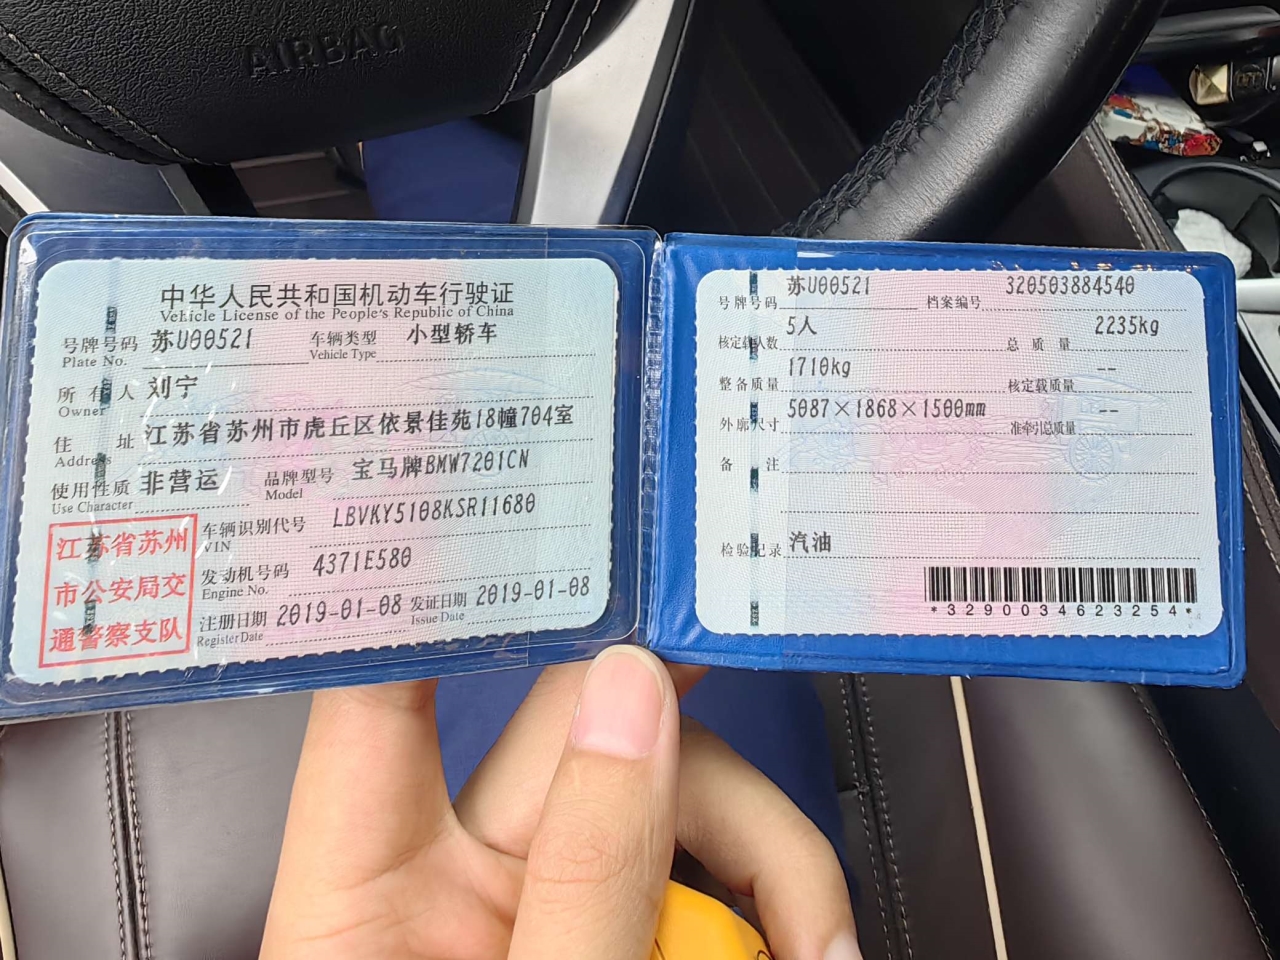 AIRBAG
中华人民共和国机动车行驶证
Vehicle License of the People's Republic of China
号牌号码 苏U00521 车辆类型 小型轿车
Plate No. Vehicle Type
所有人 刘宁
Owner
住址 江苏省苏州市虎丘区依景佳苑18幢704室
Address
使用性质 非营运 品牌型号 宝马牌BMW7201CN
Use Character Model
江苏省苏州
市公安局交
通警察支队
车辆识别代号 LBVKY5108KSR11680
VIN
发动机号码 4371E580
Engine No.
注册日期 2019-01-08 发证日期 2019-01-08
Register Date Issue Date
号牌号码 苏U00521 档案编号 320503884540
核定载人数 5人 总质量 2235kg
整备质量 1710kg 核定载质量 --
外廓尺寸 5087×1868×1500mm 准牵引总质量 --
备注
检验记录 汽油
*3290034623254*